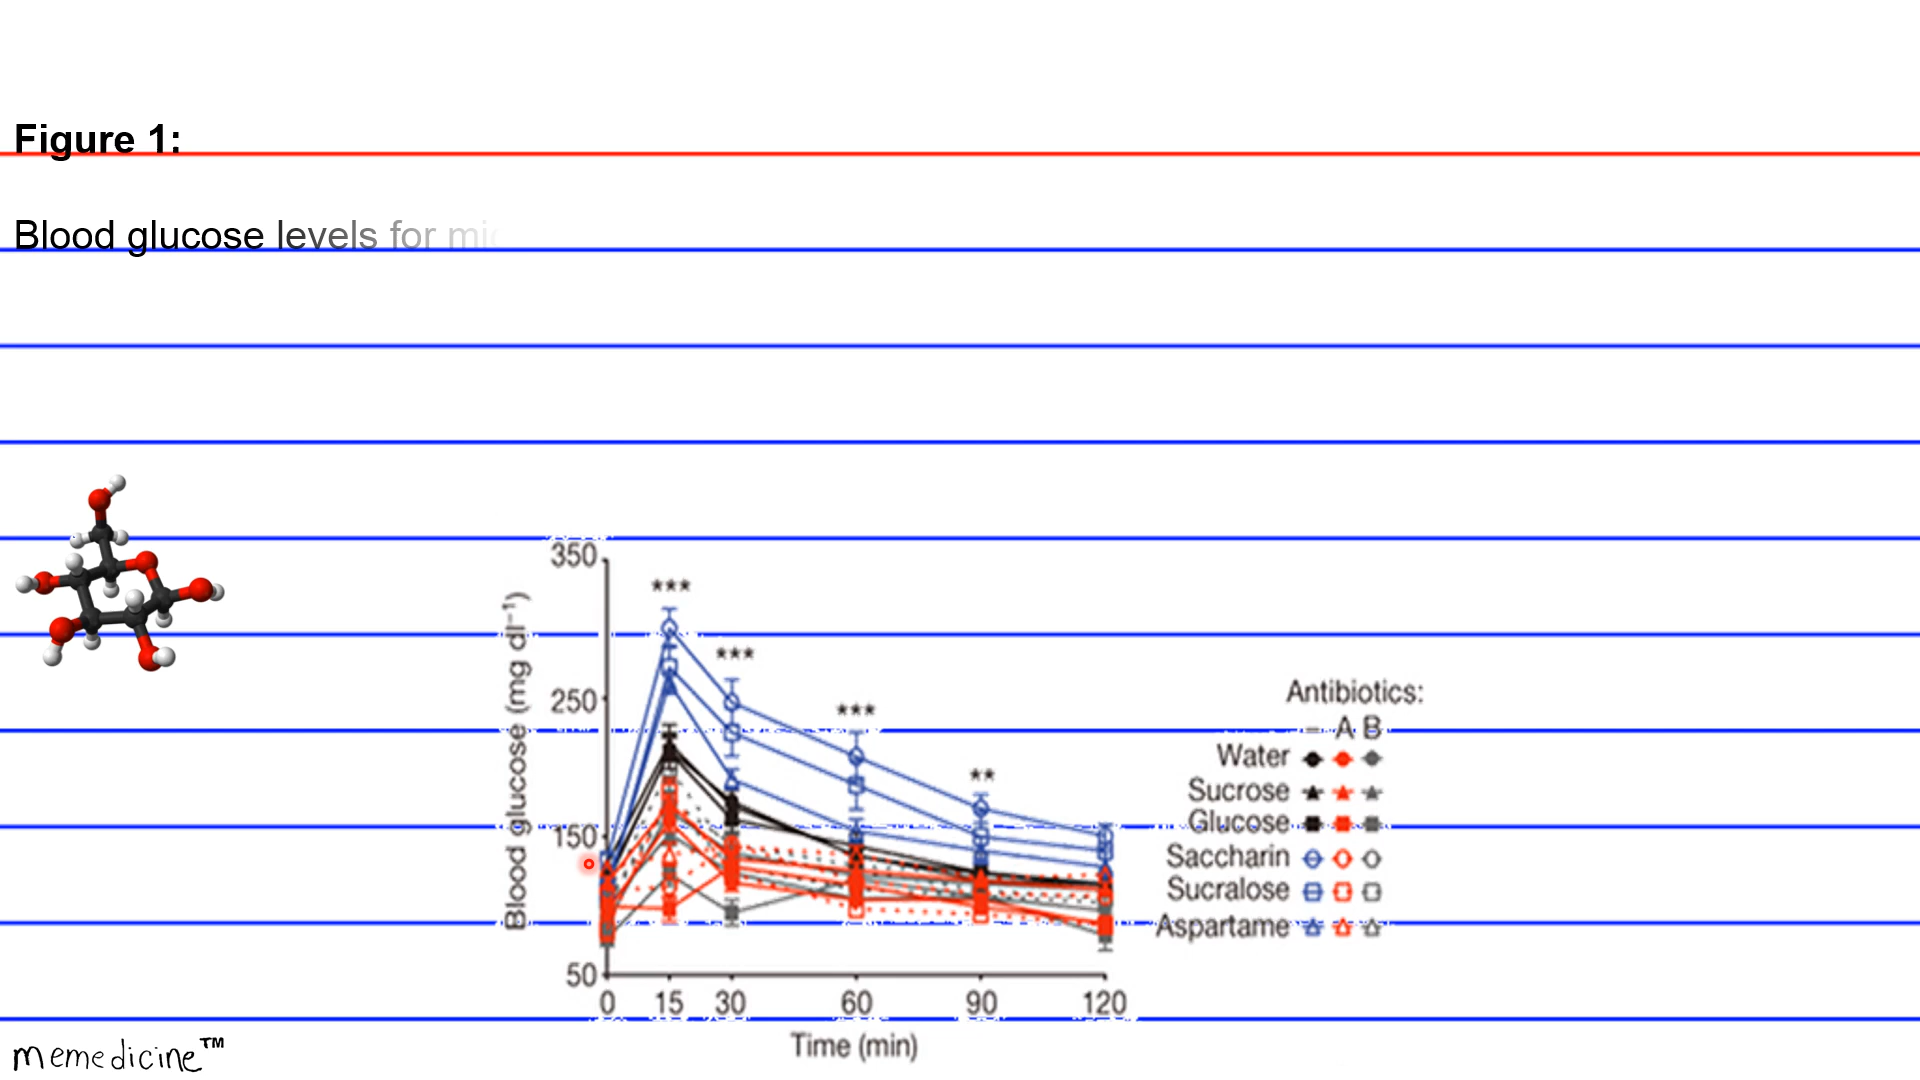 Figure 1:
Blood glucose levels for mic
350
***
***
250
***
**
150
50
0 15 30 60 90 120
Time (min)
Blood glucose (mg dl⁻¹)
Antibiotics:
– A B
Water
Sucrose
Glucose
Saccharin
Sucralose
Aspartame
memedicine™